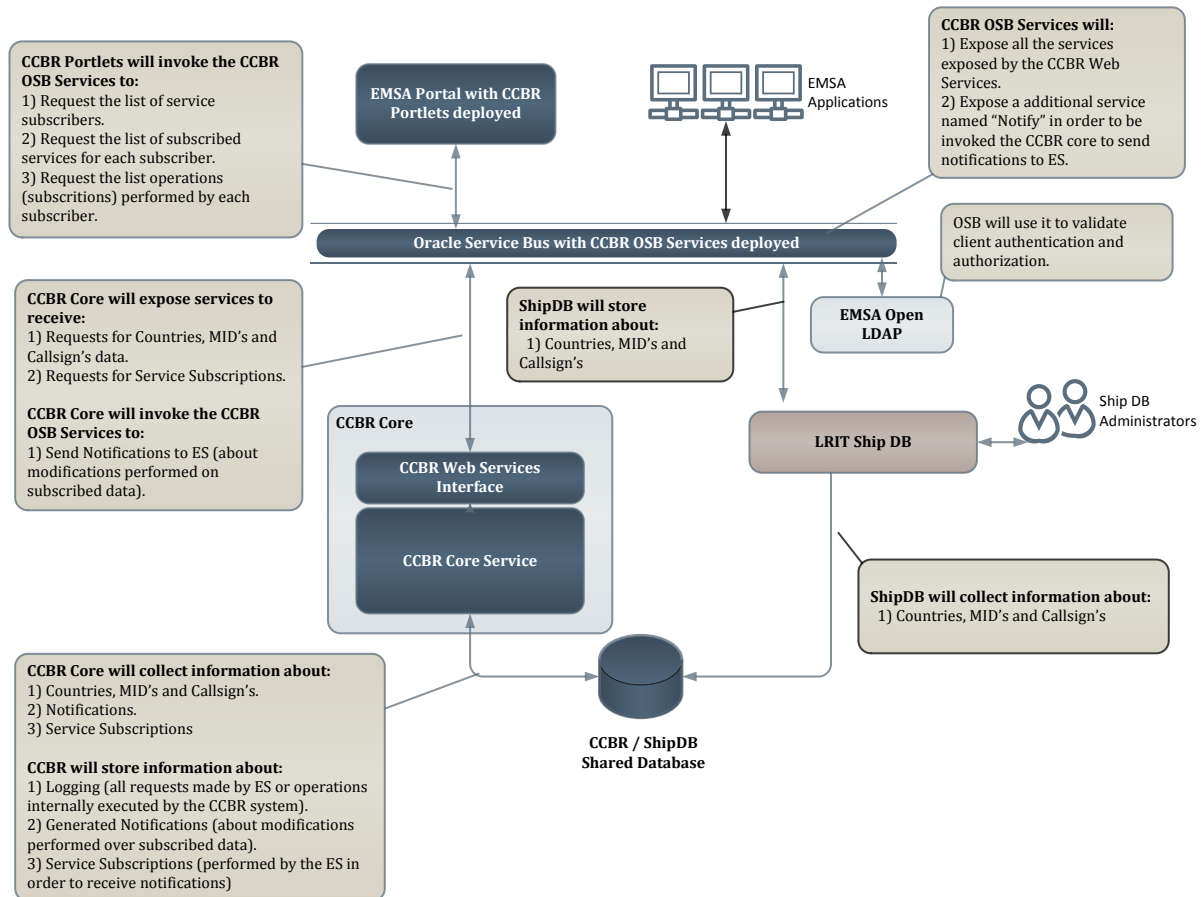 CCBR Portlets will invoke the CCBR
OSB Services to:
1) Request the list of service
subscribers.
2) Request the list of subscribed
services for each subscriber.
3) Request the list operations
(subscritions) performed by each
subscriber.
EMSA Portal with CCBR
Portlets deployed
EMSA
Applications
CCBR OSB Services will:
1) Expose all the services
exposed by the CCBR Web
Services.
2) Expose a additional service
named “Notify” in order to be
invoked the CCBR core to send
notifications to ES.
Oracle Service Bus with CCBR OSB Services deployed
OSB will use it to validate
client authentication and
authorization.
CCBR Core will expose services to
receive:
1) Requests for Countries, MID’s and
Callsign’s data.
2) Requests for Service Subscriptions.
CCBR Core will invoke the CCBR
OSB Services to:
1) Send Notifications to ES (about
modifications performed on
subscribed data).
ShipDB will store
information about:
1) Countries, MID’s and
Callsign’s
EMSA Open
LDAP
CCBR Core
CCBR Web Services
Interface
CCBR Core Service
LRIT Ship DB
Ship DB
Administrators
ShipDB will collect information about:
1) Countries, MID’s and Callsign’s
CCBR Core will collect information about:
1) Countries, MID’s and Callsign’s.
2) Notifications.
3) Service Subscriptions
CCBR will store information about:
1) Logging (all requests made by ES or operations
internally executed by the CCBR system).
2) Generated Notifications (about modifications
performed over subscribed data).
3) Service Subscriptions (performed by the ES in
order to receive notifications)
CCBR / ShipDB
Shared Database